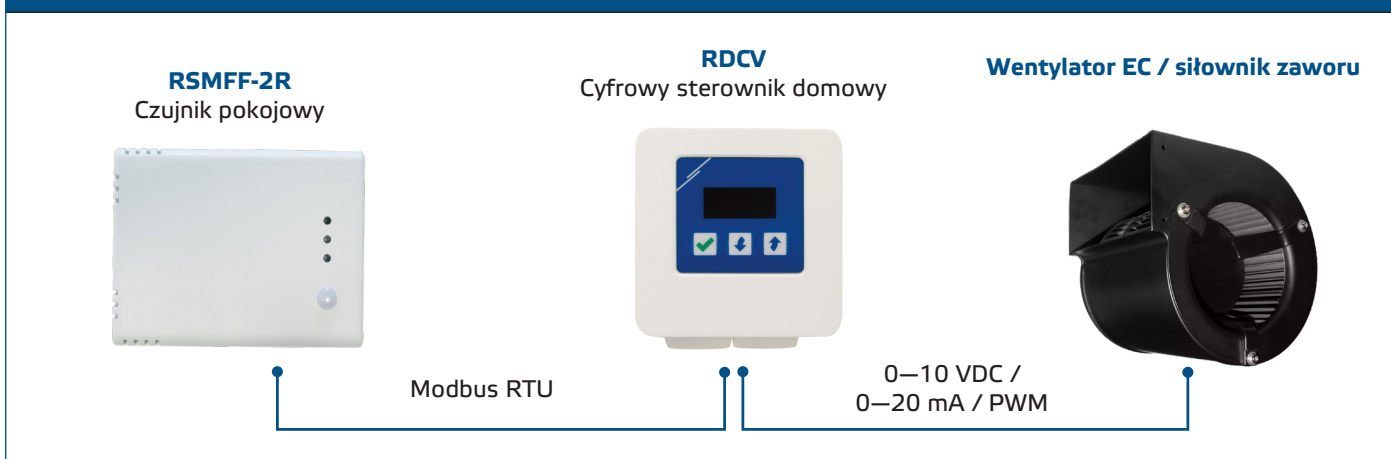 RSMFF-2R
Czujnik pokojowy
RDCV
Cyfrowy sterownik domowy
Wentylator EC / siłownik zaworu
Modbus RTU
0—10 VDC /
0—20 mA / PWM